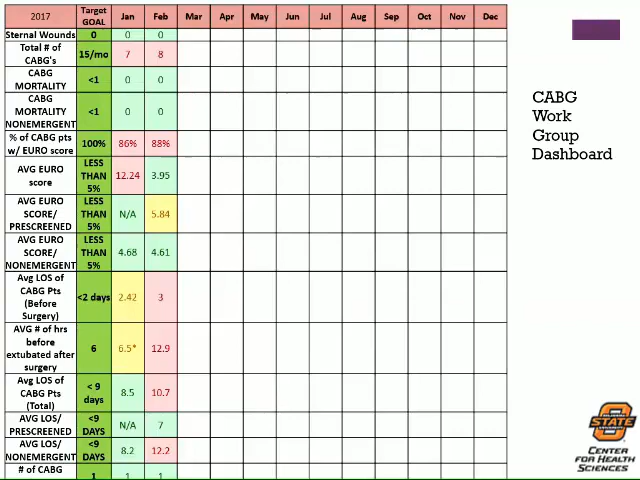 2017 Target GOAL Jan Feb Mar Apr May Jun Jul Aug Sep Oct Nov Dec
Sternal Wounds 0 0 0
Total # of CABG's 15/mo 7 8
CABG MORTALITY <1 0 0
CABG MORTALITY NONEMERGENT <1 0 0
% of CABG pts w/ EURO score 100% 86% 88%
AVG EURO score LESS THAN 5% 12.24 3.95
AVG EURO SCORE/ PRESCREENED LESS THAN 5% N/A 5.84
AVG EURO SCORE/ NONEMERGENT LESS THAN 5% 4.68 4.61
Avg LOS of CABG Pts (Before Surgery) <2 days 2.42 3
AVG # of hrs before extubated after surgery 6 6.5* 12.9
Avg LOS of CABG Pts (Total) < 9 days 8.5 10.7
AVG LOS/ PRESCREENED <9 DAYS N/A 7
AVG LOS/ NONEMERGENT <9 DAYS 8.2 12.2
# of CABG 1 1 1
CABG
Work
Group
Dashboard
OKLAHOMA
STATE
CENTER
FOR HEALTH
SCIENCES